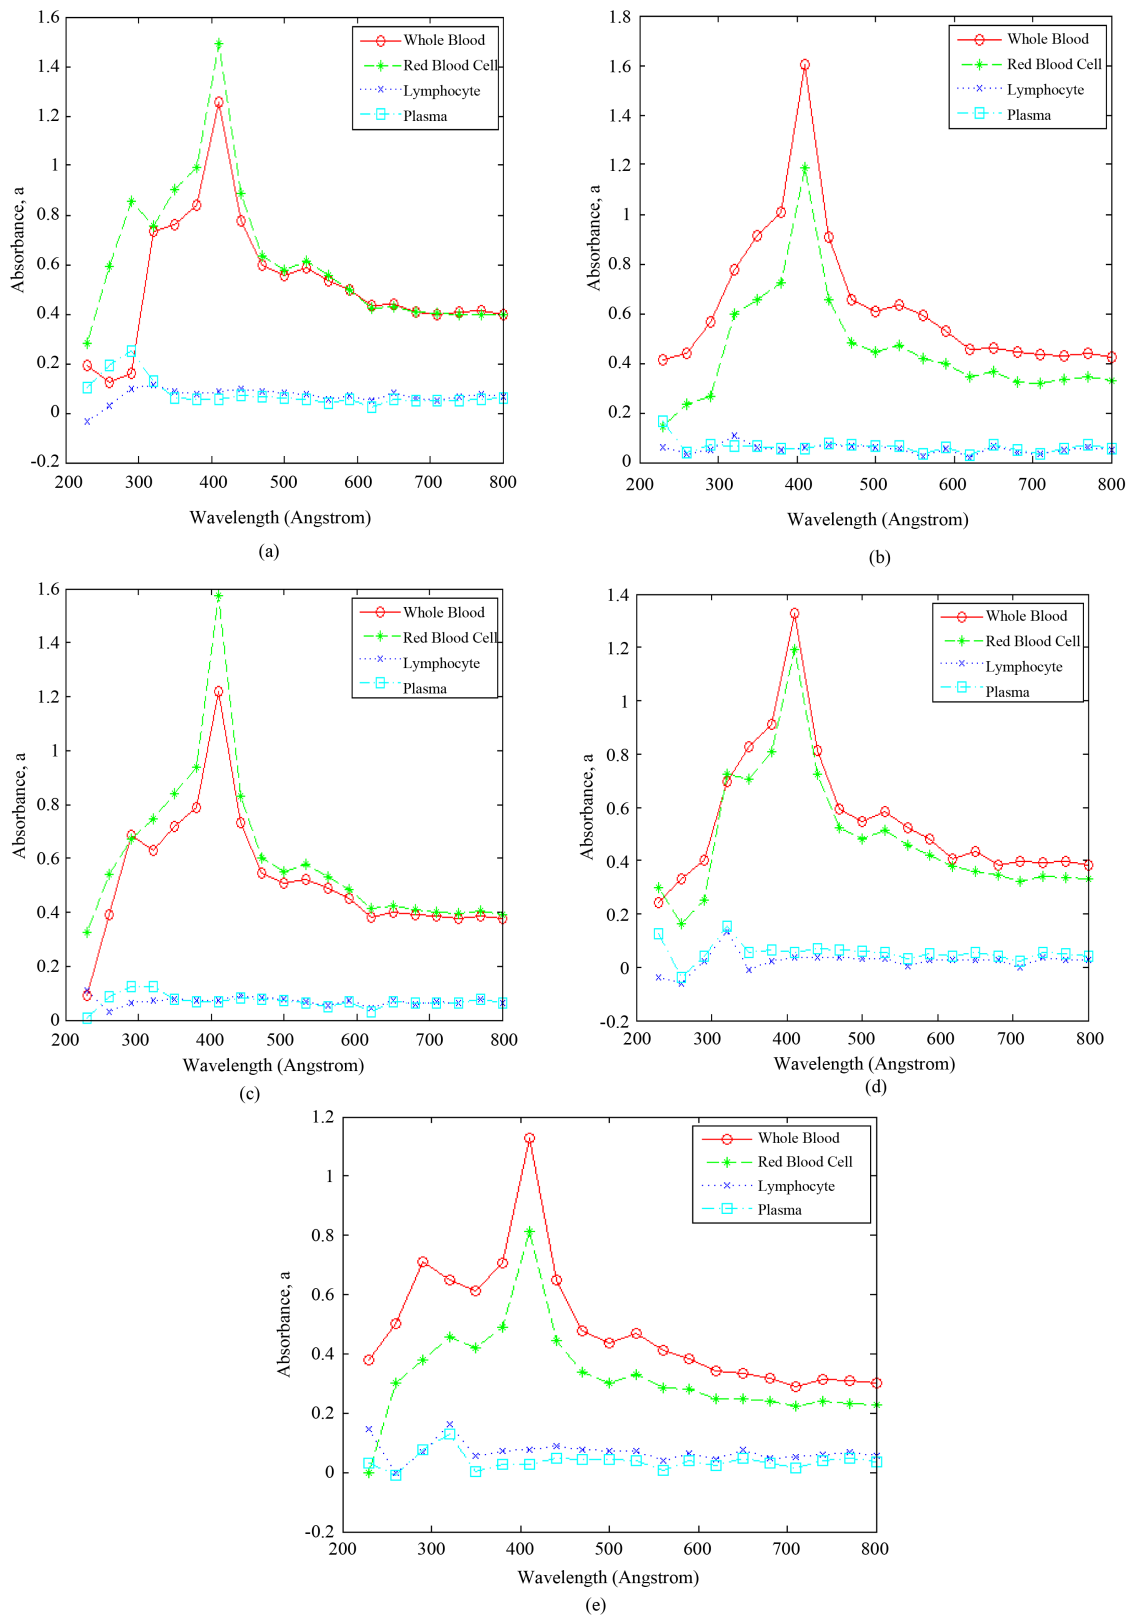 1.6
1.4
1.2
1
0.8
0.6
0.4
0.2
0
-0.2
200 300 400 500 600 700 800
Absorbance, a
Wavelength (Angstrom)
Whole Blood
Red Blood Cell
Lymphocyte
Plasma
(a)
1.8
1.6
1.4
1.2
1
0.8
0.6
0.4
0.2
0
200 300 400 500 600 700 800
Absorbance, a
Wavelength (Angstrom)
Whole Blood
Red Blood Cell
Lymphocyte
Plasma
(b)
1.6
1.4
1.2
1
0.8
0.6
0.4
0.2
0
200 300 400 500 600 700 800
Absorbance, a
Wavelength (Angstrom)
Whole Blood
Red Blood Cell
Lymphocyte
Plasma
(c)
1.4
1.2
1
0.8
0.6
0.4
0.2
0
-0.2
200 300 400 500 600 700 800
Absorbance, a
Wavelength (Angstrom)
Whole Blood
Red Blood Cell
Lymphocyte
Plasma
(d)
1.2
1
0.8
0.6
0.4
0.2
0
-0.2
200 300 400 500 600 700 800
Absorbance, a
Wavelength (Angstrom)
Whole Blood
Red Blood Cell
Lymphocyte
Plasma
(e)